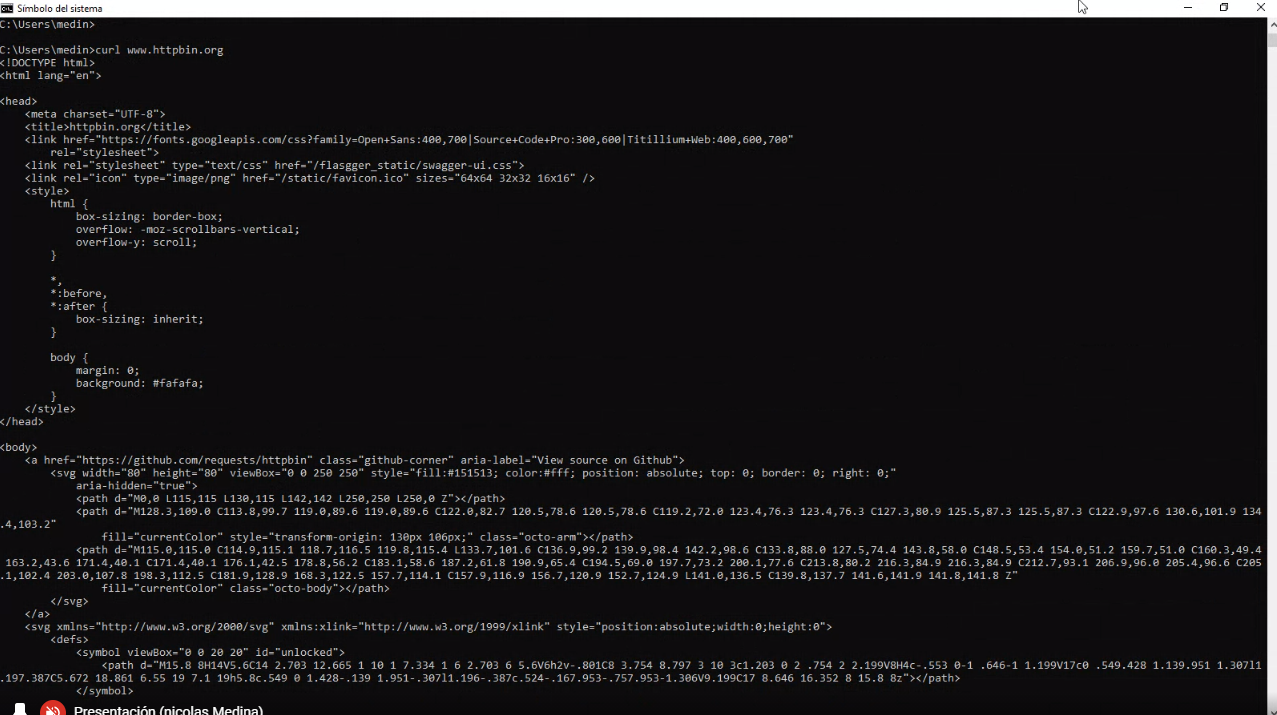 Símbolo del sistema
C:\Users\medin>
C:\Users\medin>curl www.httpbin.org
<!DOCTYPE html>
<html lang="en">
<head>
    <meta charset="UTF-8">
    <title>httpbin.org</title>
    <link href="https://fonts.googleapis.com/css?family=Open+Sans:400,700|Source+Code+Pro:300,600|Titillium+Web:400,600,700"
        rel="stylesheet">
    <link rel="stylesheet" type="text/css" href="/flasgger_static/swagger-ui.css">
    <link rel="icon" type="image/png" href="/static/favicon.ico" sizes="64x64 32x32 16x16" />
    <style>
        html {
            box-sizing: border-box;
            overflow: -moz-scrollbars-vertical;
            overflow-y: scroll;
        }
        *,
        *:before,
        *:after {
            box-sizing: inherit;
        }
        body {
            margin: 0;
            background: #fafafa;
        }
    </style>
</head>
<body>
    <a href="https://github.com/requests/httpbin" class="github-corner" aria-label="View source on Github">
        <svg width="80" height="80" viewBox="0 0 250 250" style="fill:#151513; color:#fff; position: absolute; top: 0; border: 0; right: 0;"
            aria-hidden="true">
            <path d="M0,0 L115,115 L130,115 L142,142 L250,250 L250,0 Z"></path>
            <path d="M128.3,109.0 C113.8,99.7 119.0,89.6 119.0,89.6 C122.0,82.7 120.5,78.6 120.5,78.6 C119.2,72.0 123.4,76.3 123.4,76.3 C127.3,80.9 125.5,87.3 125.5,87.3 C122.9,97.6 130.6,101.9 134
.4,103.2"
                fill="currentColor" style="transform-origin: 130px 106px;" class="octo-arm"></path>
            <path d="M115.0,115.0 C114.9,115.1 118.7,116.5 119.8,115.4 L133.7,101.6 C136.9,99.2 139.9,98.4 142.2,98.6 C133.8,88.0 127.5,74.4 143.8,58.0 C148.5,53.4 154.0,51.2 159.7,51.0 C160.3,49.4
 163.2,43.6 171.4,40.1 C171.4,40.1 176.1,42.5 178.8,56.2 C183.1,58.6 187.2,61.8 190.9,65.4 C194.5,69.0 197.7,73.2 200.1,77.6 C213.8,80.2 216.3,84.9 216.3,84.9 C212.7,93.1 206.9,96.0 205.4,96.6 C205
.1,102.4 203.0,107.8 198.3,112.5 C181.9,128.9 168.3,122.5 157.7,114.1 C157.9,116.9 156.7,120.9 152.7,124.9 L141.0,136.5 C139.8,137.7 141.6,141.9 141.8,141.8 Z"
                fill="currentColor" class="octo-body"></path>
        </svg>
    </a>
    <svg xmlns="http://www.w3.org/2000/svg" xmlns:xlink="http://www.w3.org/1999/xlink" style="position:absolute;width:0;height:0">
        <defs>
            <symbol viewBox="0 0 20 20" id="unlocked">
                <path d="M15.8 8H14V5.6C14 2.703 12.665 1 10 1 7.334 1 6 2.703 6 5.6V6h2v-.801C8 3.754 8.797 3 10 3c1.203 0 2 .754 2 2.199V8H4c-.553 0-1 .646-1 1.199V17c0 .549.428 1.139.951 1.307l1
.197.387C5.672 18.861 6.55 19 7.1 19h5.8c.549 0 1.428-.139 1.951-.307l1.196-.387c.524-.167.953-.757.953-1.306V9.199C17 8.646 16.352 8 15.8 8z"></path>
            </symbol>
Presentación (nicolas Medina)